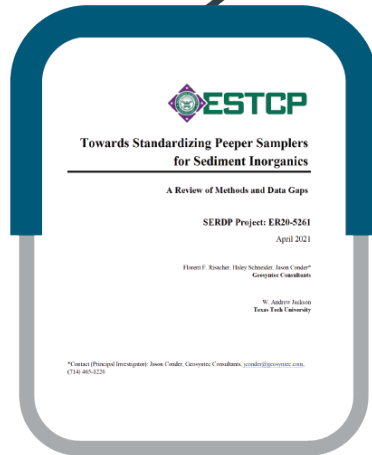 ESTCP
Towards Standardizing Peeper Samplers
for Sediment Inorganics
A Review of Methods and Data Gaps
SERDP Project: ER20-5261
April 2021
Florent F. Risacher, Haley Schneider, Jason Conder*
Geosyntec Consultants
W. Andrew Jackson
Texas Tech University
*Contact (Principal Investigator): Jason Conder, Geosyntec Consultants, jconder@geosyntec.com,
(714) 465-1226